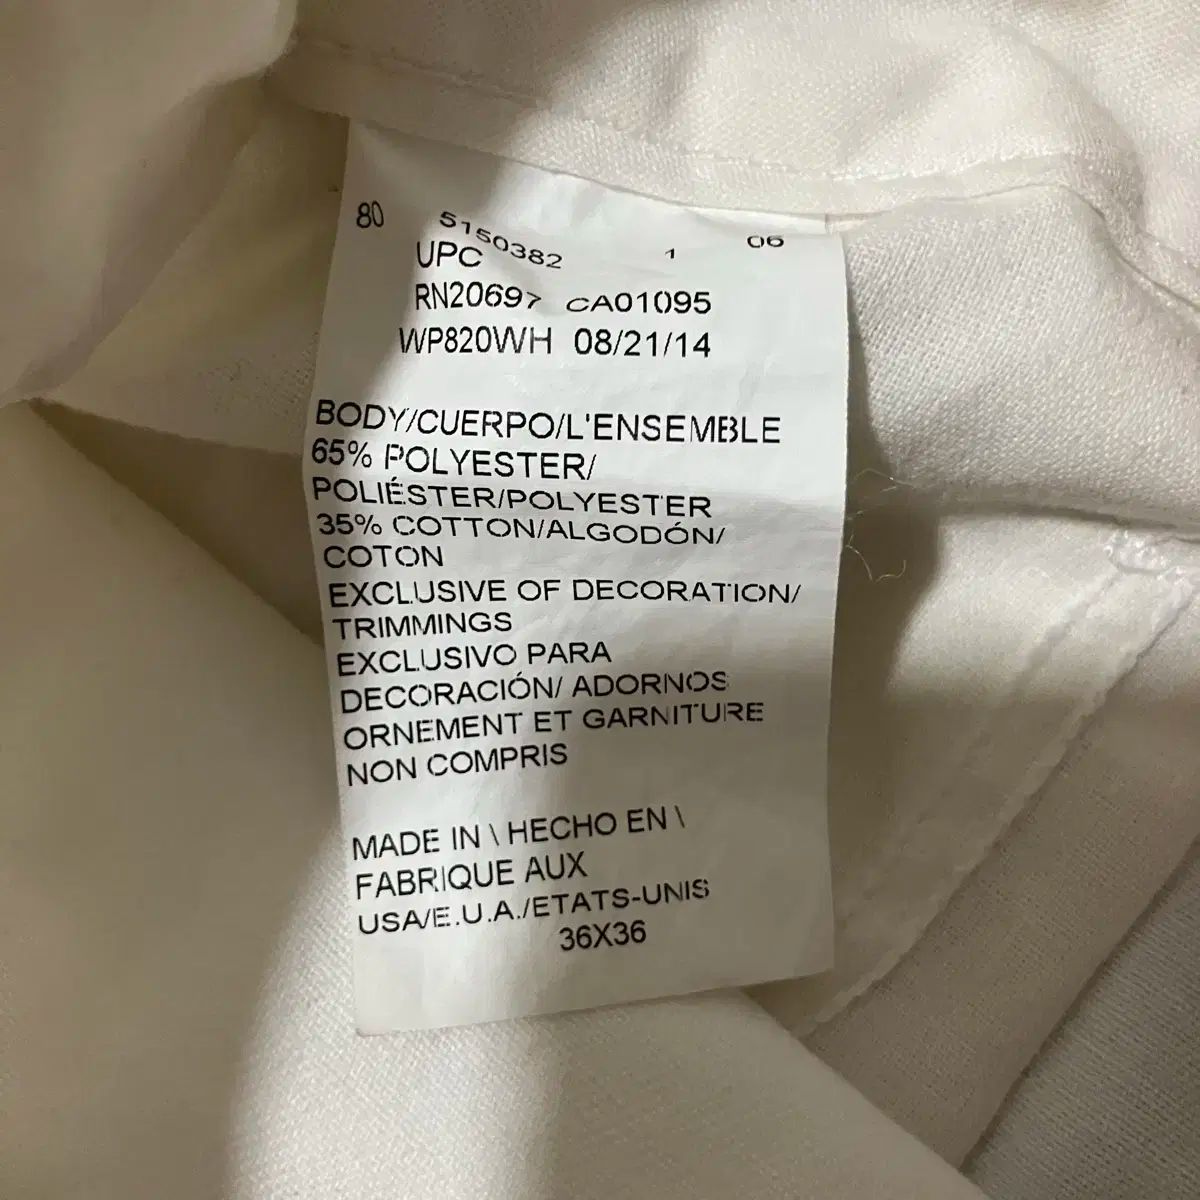 80 5150382 1 06
UPC
RN20697 CA01095
WP820WH 08/21/14
BODY/CUERPO/L'ENSEMBLE
65% POLYESTER/
POLIÉSTER/POLYESTER
35% COTTON/ALGODÓN/
COTON
EXCLUSIVE OF DECORATION/
TRIMMINGS
EXCLUSIVO PARA
DECORACIÓN/ ADORNOS
ORNEMENT ET GARNITURE
NON COMPRIS
MADE IN \ HECHO EN \
FABRIQUE AUX
USA/E.U.A./ETATS-UNIS
36X36